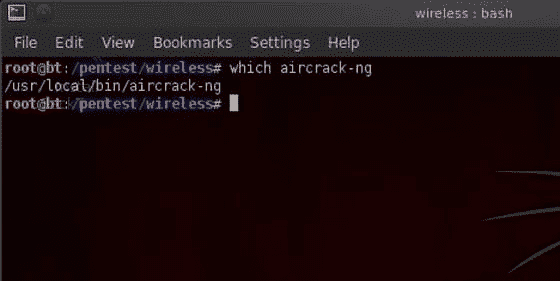 wireless : bash
File Edit View Bookmarks Settings Help
root@bt:/pentest/wireless# which aircrack-ng
/usr/local/bin/aircrack-ng
root@bt:/pentest/wireless#